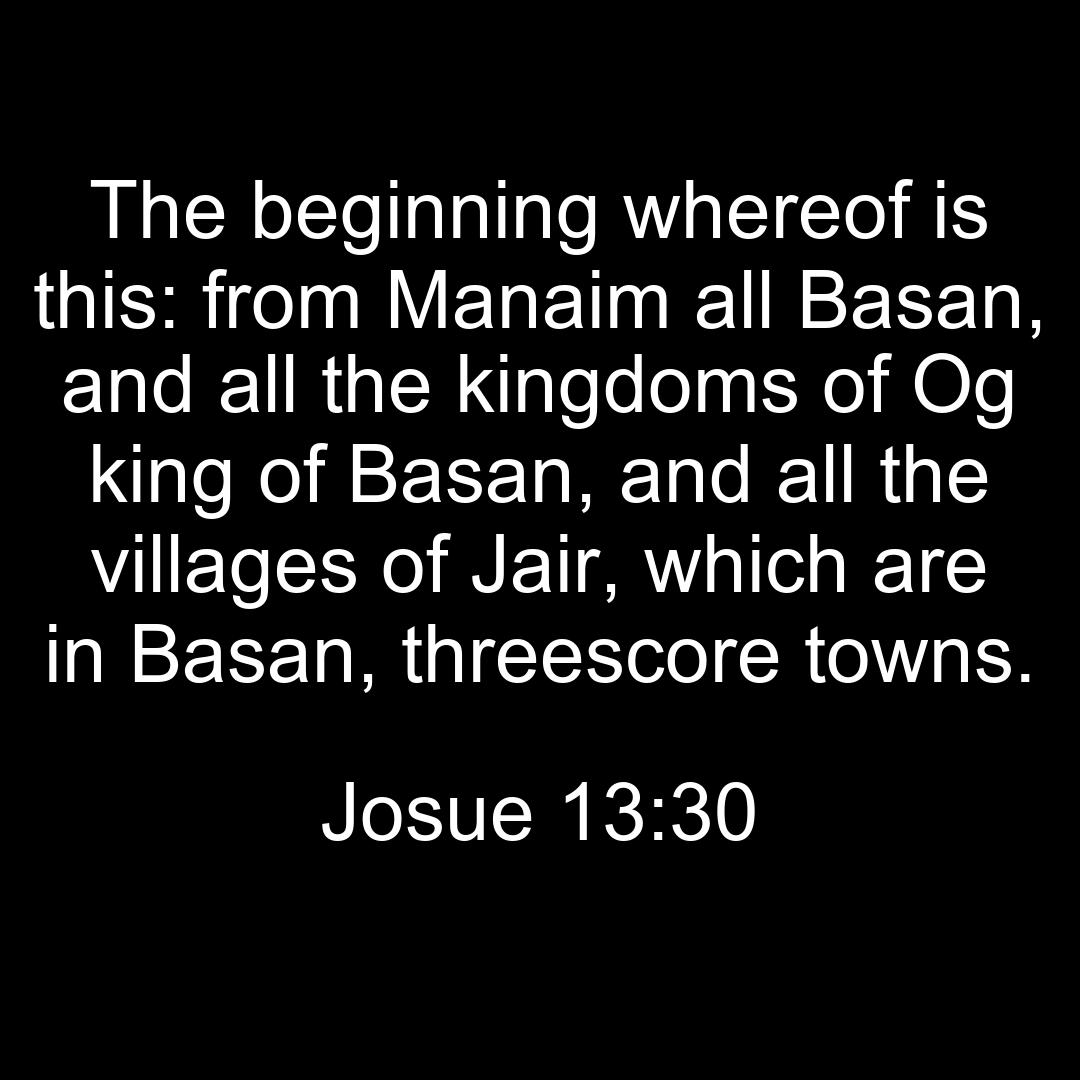 The beginning whereof is
this: from Manaim all Basan,
and all the kingdoms of Og
king of Basan, and all the
villages of Jair, which are
in Basan, threescore towns.
Josue 13:30